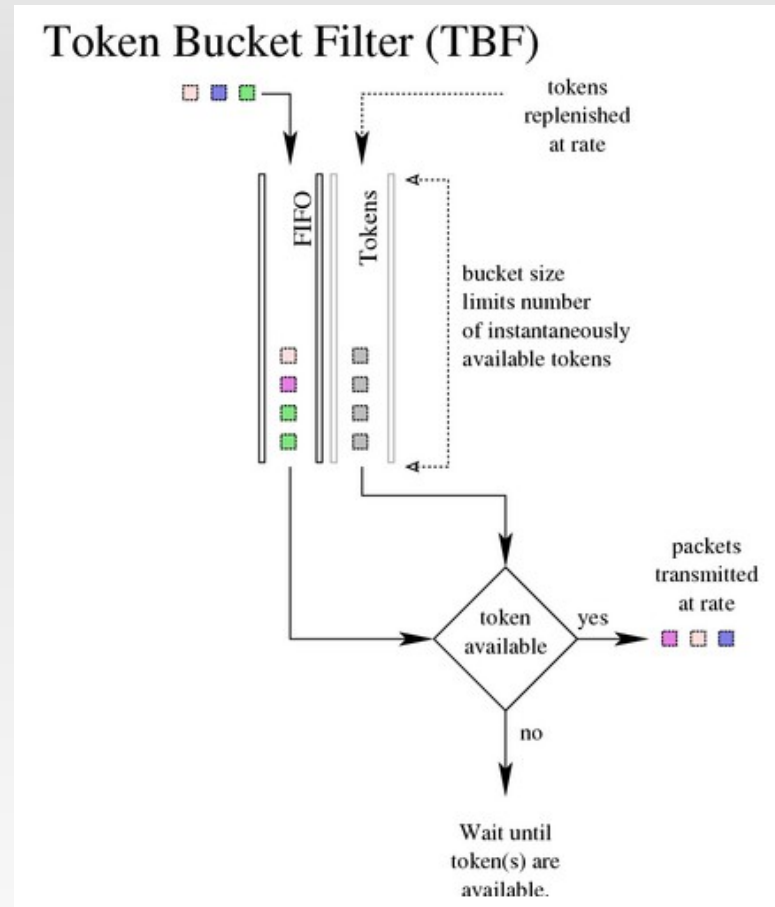 Token Bucket Filter (TBF)
tokens
replenished
at rate
FIFO
Tokens
bucket size
limits number
of instantaneously
available tokens
packets
transmitted
at rate
token
available
yes
no
Wait until
token(s) are
available.